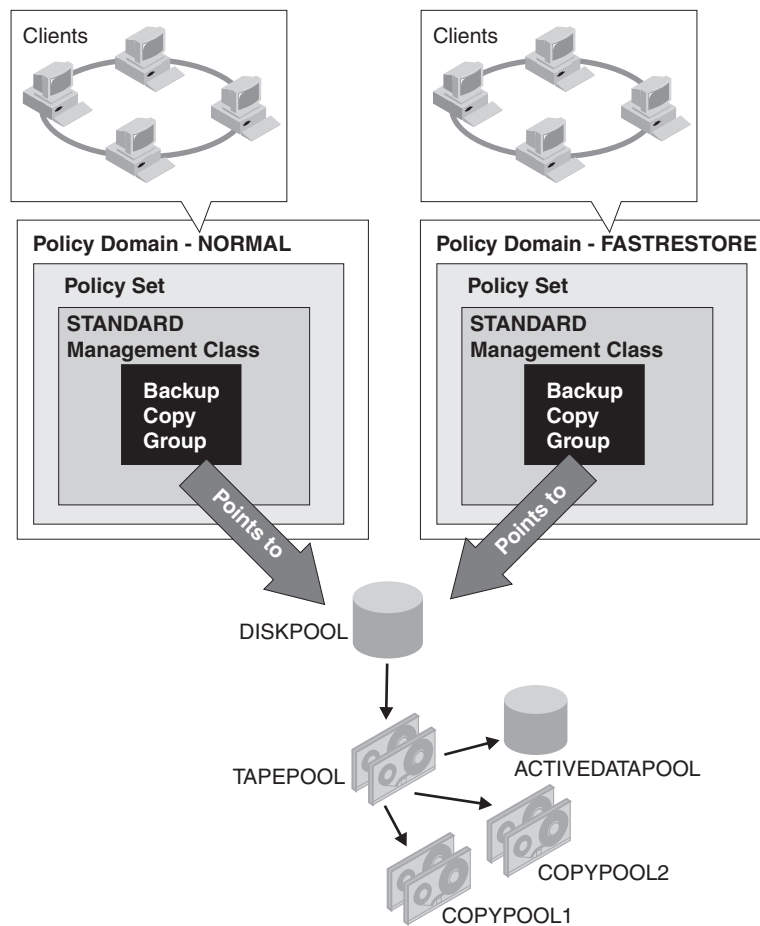 Clients
Clients
Policy Domain - NORMAL
Policy Domain - FASTRESTORE
Policy Set
Policy Set
STANDARD
Management Class
STANDARD
Management Class
Backup
Copy
Group
Backup
Copy
Group
Points to
Points to
DISKPOOL
TAPEPOOL
ACTIVEDATAPOOL
COPYPOOL2
COPYPOOL1